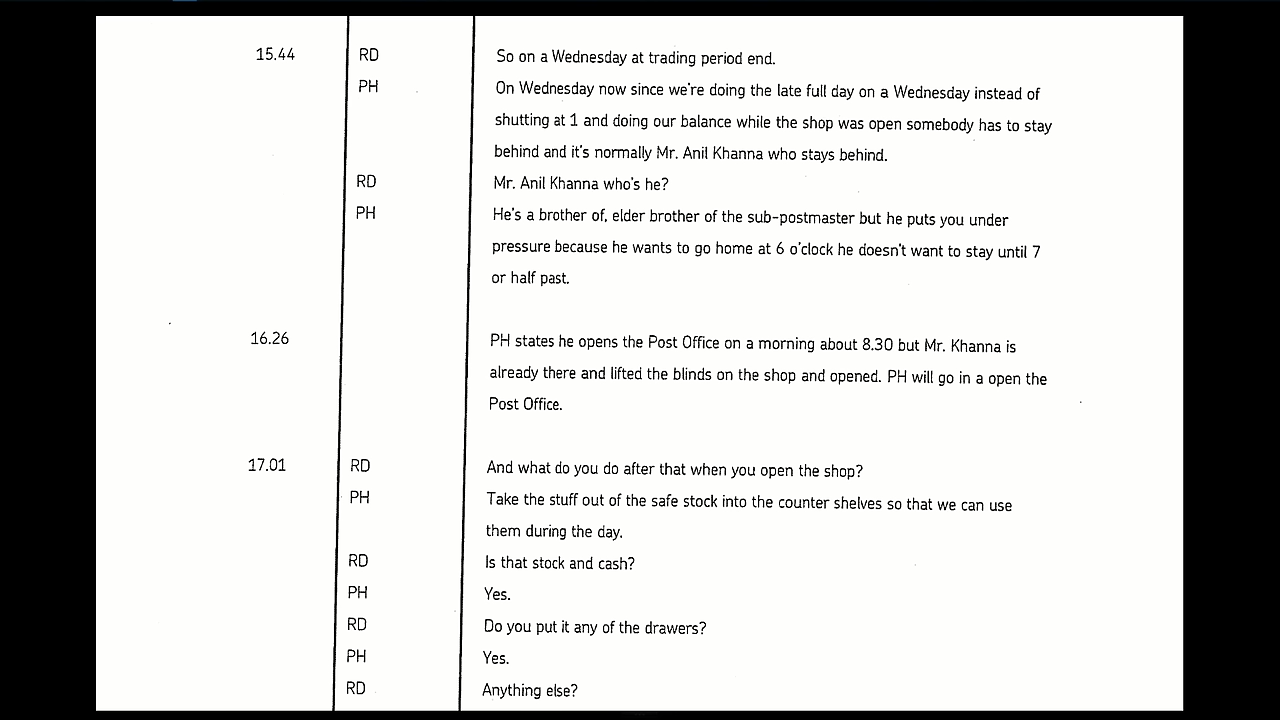 15.44 RD So on a Wednesday at trading period end.
PH On Wednesday now since we're doing the late full day on a Wednesday instead of
shutting at 1 and doing our balance while the shop was open somebody has to stay
behind and it's normally Mr. Anil Khanna who stays behind.
RD Mr. Anil Khanna who's he?
PH He's a brother of, elder brother of the sub-postmaster but he puts you under
pressure because he wants to go home at 6 o'clock he doesn't want to stay until 7
or half past.
16.26 PH states he opens the Post Office on a morning about 8.30 but Mr. Khanna is
already there and lifted the blinds on the shop and opened. PH will go in a open the
Post Office.
17.01 RD And what do you do after that when you open the shop?
PH Take the stuff out of the safe stock into the counter shelves so that we can use
them during the day.
RD Is that stock and cash?
PH Yes.
RD Do you put it any of the drawers?
PH Yes.
RD Anything else?